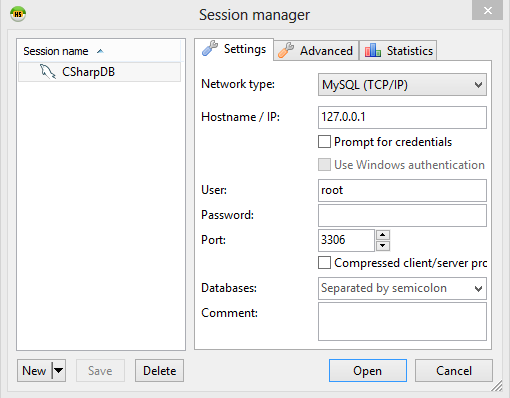 Session manager
Session name
CSharpDB
Settings
Advanced
Statistics
Network type:
MySQL (TCP/IP)
Hostname / IP:
127.0.0.1
Prompt for credentials
Use Windows authentication
User:
root
Password:
Port:
3306
Compressed client/server pro
Databases:
Separated by semicolon
Comment:
New
Save
Delete
Open
Cancel